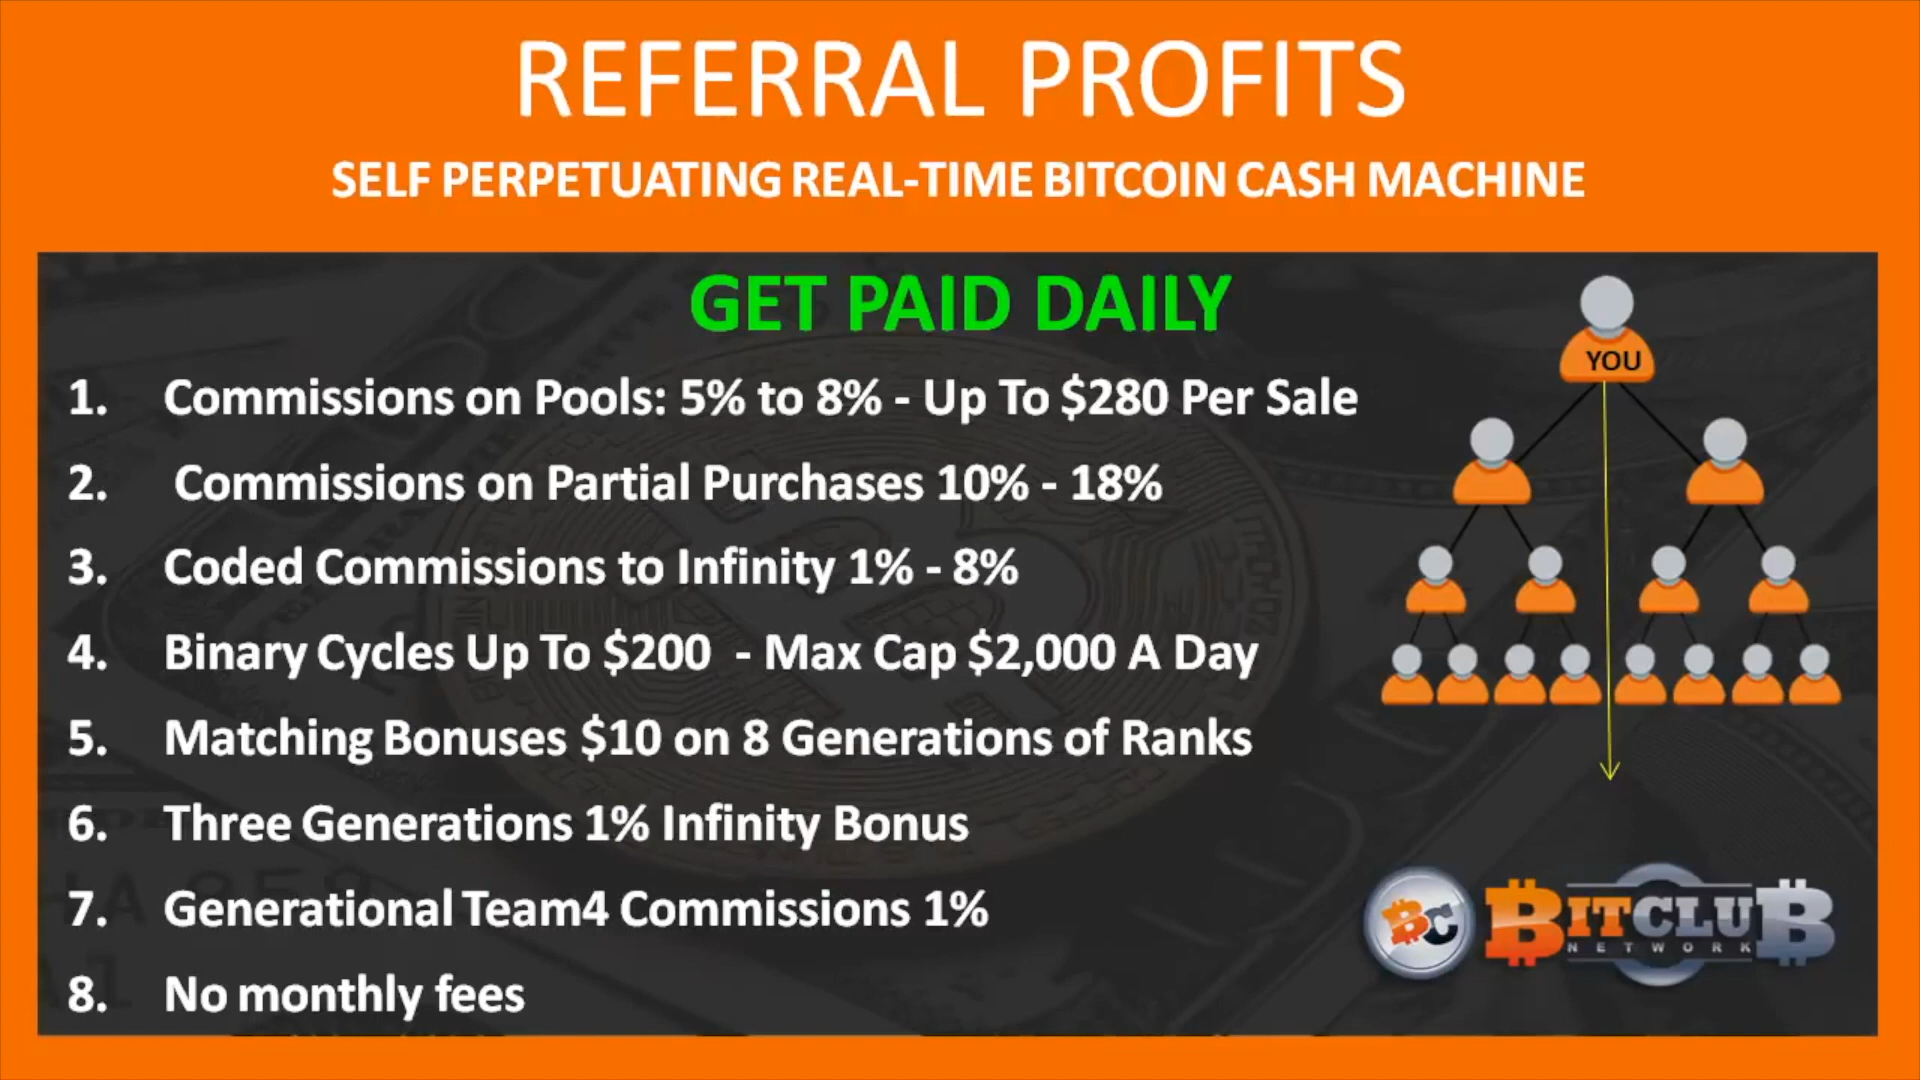 REFERRAL PROFITS
SELF PERPETUATING REAL-TIME BITCOIN CASH MACHINE
GET PAID DAILY
YOU
1. Commissions on Pools: 5% to 8% - Up To $280 Per Sale
2. Commissions on Partial Purchases 10% - 18%
3. Coded Commissions to Infinity 1% - 8%
4. Binary Cycles Up To $200 - Max Cap $2,000 A Day
5. Matching Bonuses $10 on 8 Generations of Ranks
6. Three Generations 1% Infinity Bonus
7. Generational Team4 Commissions 1%
8. No monthly fees
BC
BITCLUB
NETWORK